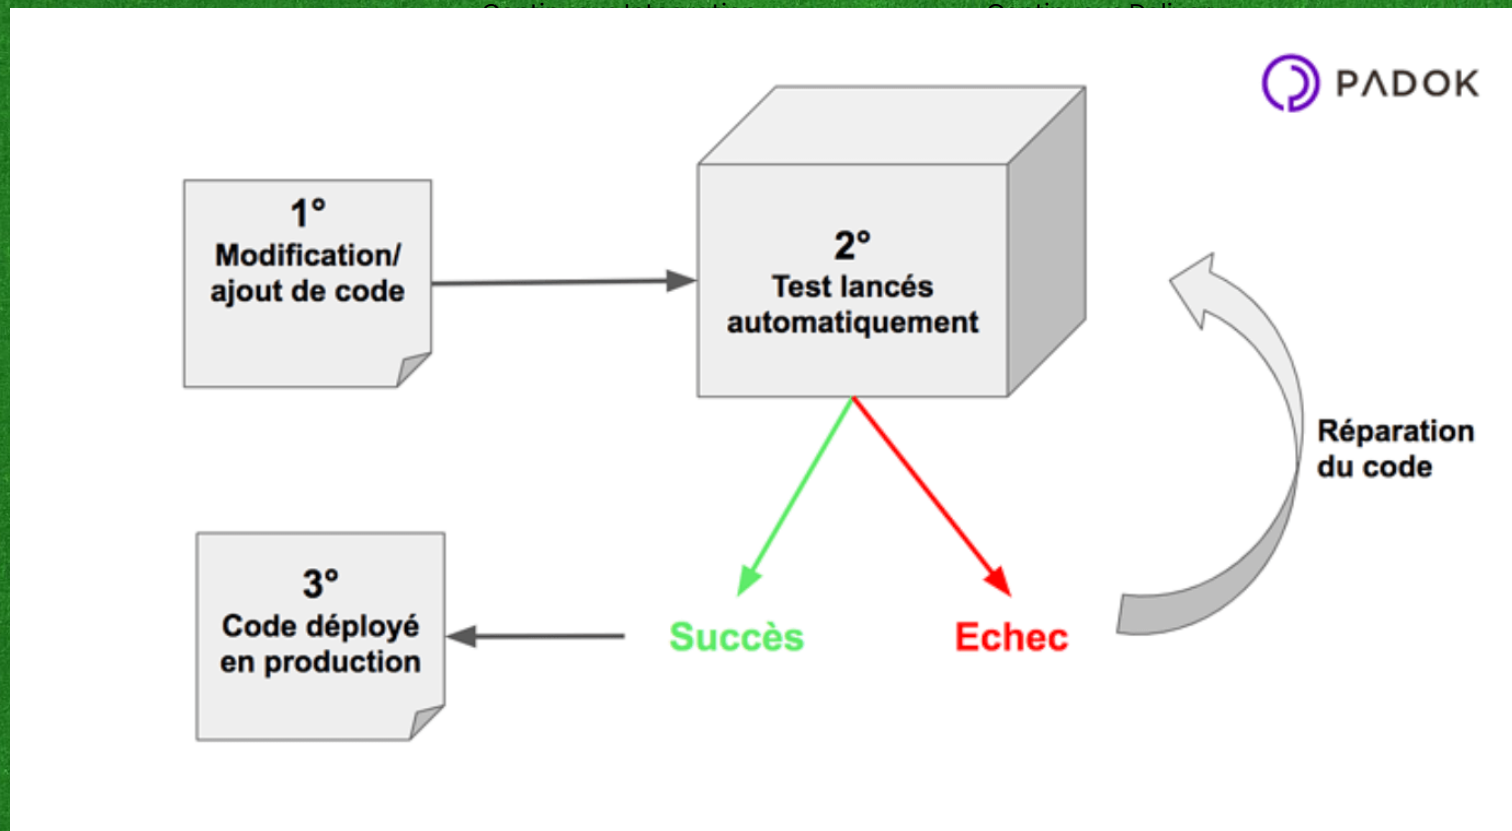 PADOK
1°
Modification/
ajout de code
2°
Test lancés
automatiquement
Réparation
du code
Succès
Echec
3°
Code déployé
en production